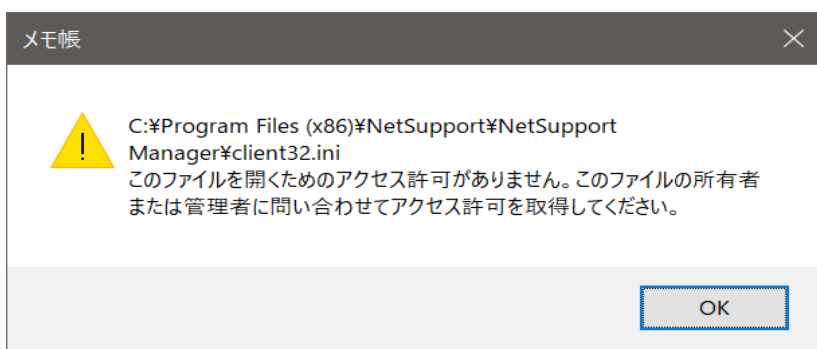 メモ帳
C:¥Program Files (x86)¥NetSupport¥NetSupport
Manager¥client32.ini
このファイルを開くためのアクセス許可がありません。このファイルの所有者
または管理者に問い合わせてアクセス許可を取得してください。
OK